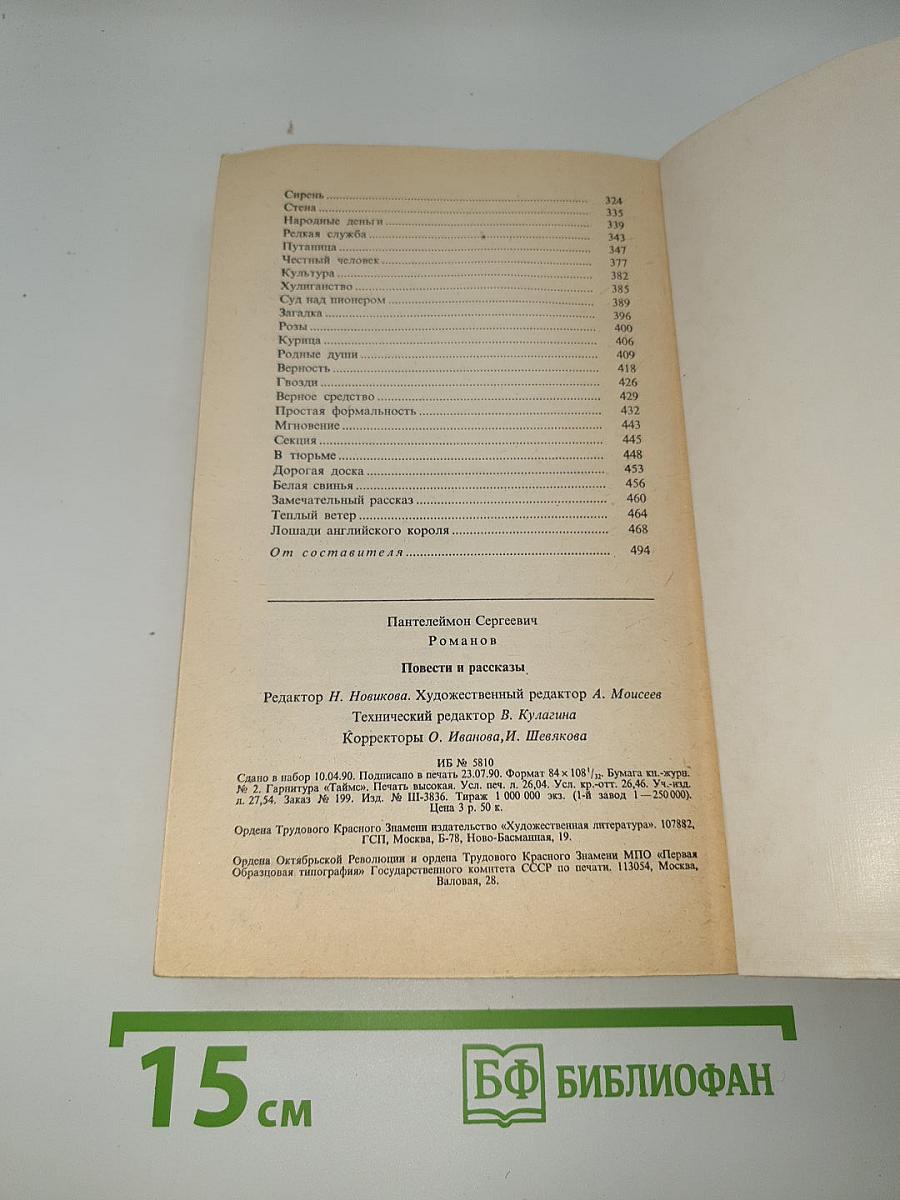 Сирень 324
Стена 335
Народные деньги 339
Редкая служба 343
Путаница 347
Честный человек 377
Культура 382
Хулиганство 385
Суд над пионером 389
Загадка 396
Розы 400
Курица 406
Родные души 409
Верность 418
Гвозди 426
Верное средство 429
Простая формальность 432
Мгновение 443
Секция 445
В тюрьме 448
Дорогая доска 453
Белая свинья 456
Замечательный рассказ 460
Теплый ветер 464
Лошади английского короля 468
От составителя 494
Пантелеймон Сергеевич
Романов
Повести и рассказы
Редактор Н. Новикова. Художественный редактор А. Моисеев
Технический редактор В. Кулагина
Корректоры О. Иванова, И. Шевякова
ИБ № 5810
Сдано в набор 10.04.90. Подписано в печать 23.07.90. Формат 84 × 108 1/32. Бумага кн.-журн.
№ 2. Гарнитура «Таймс». Печать высокая. Усл. печ. л. 26,04. Усл. кр.-отт. 26,46. Уч.-изд.
л. 27,54. Заказ № 199. Изд. № III-3836. Тираж 1 000 000 экз. (1-й завод 1—250 000).
Цена 3 р. 50 к.
Ордена Трудового Красного Знамени издательство «Художественная литература». 107882,
ГСП, Москва, Б-78, Ново-Басманная, 19.
Ордена Октябрьской Революции и ордена Трудового Красного Знамени МПО «Первая
Образцовая типография» Государственного комитета СССР по печати. 113054, Москва,
Валовая, 28.
15 см
БФ БИБЛИОФАН